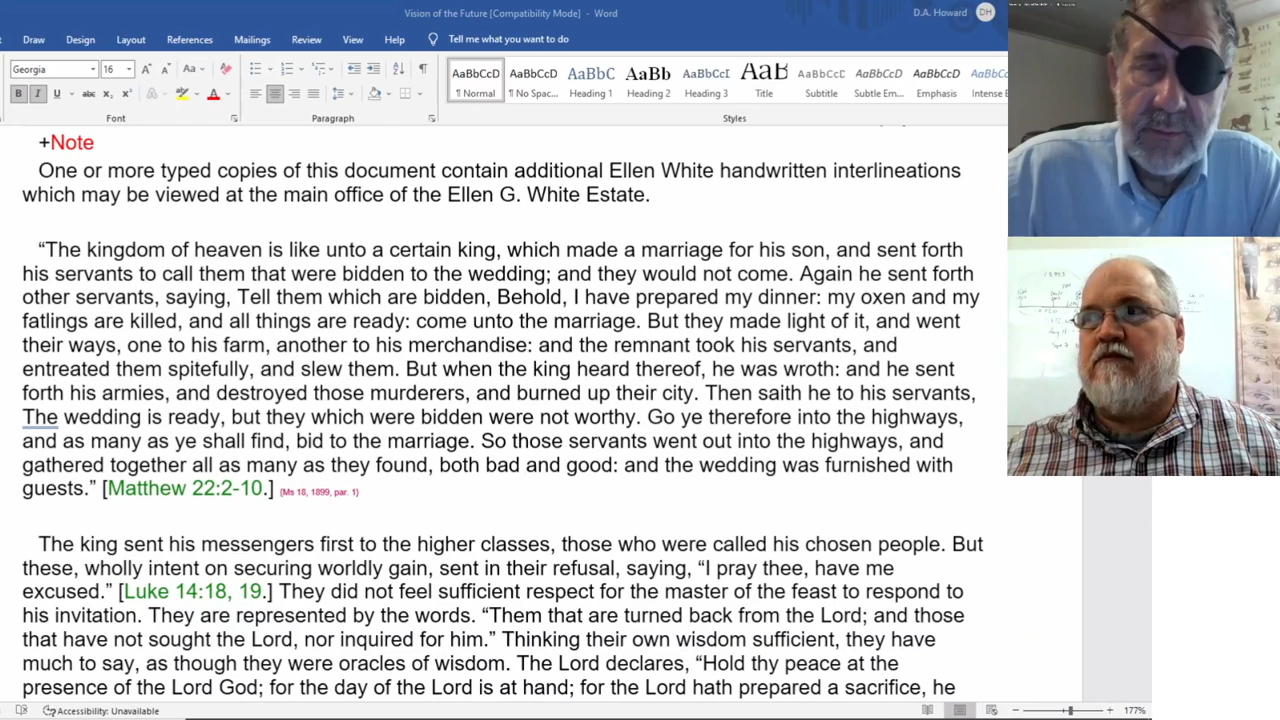 Vision of the Future [Compatibility Mode] - Word
D.A. Howard DH
Draw Design Layout References Mailings Review View Help Tell me what you want to do
Georgia 16 A A Aa
B I U abc x₂ x² A A
AaBbCcD AaBbCcD AaBbC AaBb AaBbCcI AaB AaBbCcD AaBbCcD AaBbCcD AaBbC
¶ Normal ¶ No Spac... Heading 1 Heading 2 Heading 3 Title Subtitle Subtle Em... Emphasis Intense E
Font Paragraph Styles
+Note
One or more typed copies of this document contain additional Ellen White handwritten interlineations
which may be viewed at the main office of the Ellen G. White Estate.
“The kingdom of heaven is like unto a certain king, which made a marriage for his son, and sent forth
his servants to call them that were bidden to the wedding; and they would not come. Again he sent forth
other servants, saying, Tell them which are bidden, Behold, I have prepared my dinner: my oxen and my
fatlings are killed, and all things are ready: come unto the marriage. But they made light of it, and went
their ways, one to his farm, another to his merchandise: and the remnant took his servants, and
entreated them spitefully, and slew them. But when the king heard thereof, he was wroth: and he sent
forth his armies, and destroyed those murderers, and burned up their city. Then saith he to his servants,
The wedding is ready, but they which were bidden were not worthy. Go ye therefore into the highways,
and as many as ye shall find, bid to the marriage. So those servants went out into the highways, and
gathered together all as many as they found, both bad and good: and the wedding was furnished with
guests.” [Matthew 22:2-10.] {Ms 18, 1899, par. 1}
The king sent his messengers first to the higher classes, those who were called his chosen people. But
these, wholly intent on securing worldly gain, sent in their refusal, saying, “I pray thee, have me
excused.” [Luke 14:18, 19.] They did not feel sufficient respect for the master of the feast to respond to
his invitation. They are represented by the words. “Them that are turned back from the Lord; and those
that have not sought the Lord, nor inquired for him.” Thinking their own wisdom sufficient, they have
much to say, as though they were oracles of wisdom. The Lord declares, “Hold thy peace at the
presence of the Lord God; for the day of the Lord is at hand; for the Lord hath prepared a sacrifice, he
Accessibility: Unavailable
177%